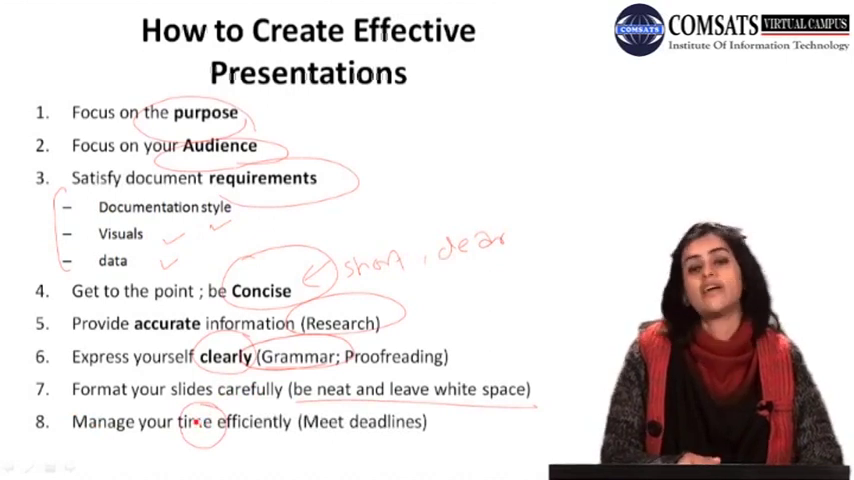 How to Create Effective
Presentations
COMSATS
COMSATS VIRTUAL CAMPUS
Institute Of Information Technology
1. Focus on the purpose
2. Focus on your Audience
3. Satisfy document requirements
– Documentation style
– Visuals
– data
short, clear
4. Get to the point ; be Concise
5. Provide accurate information (Research)
6. Express yourself clearly (Grammar; Proofreading)
7. Format your slides carefully (be neat and leave white space)
8. Manage your time efficiently (Meet deadlines)